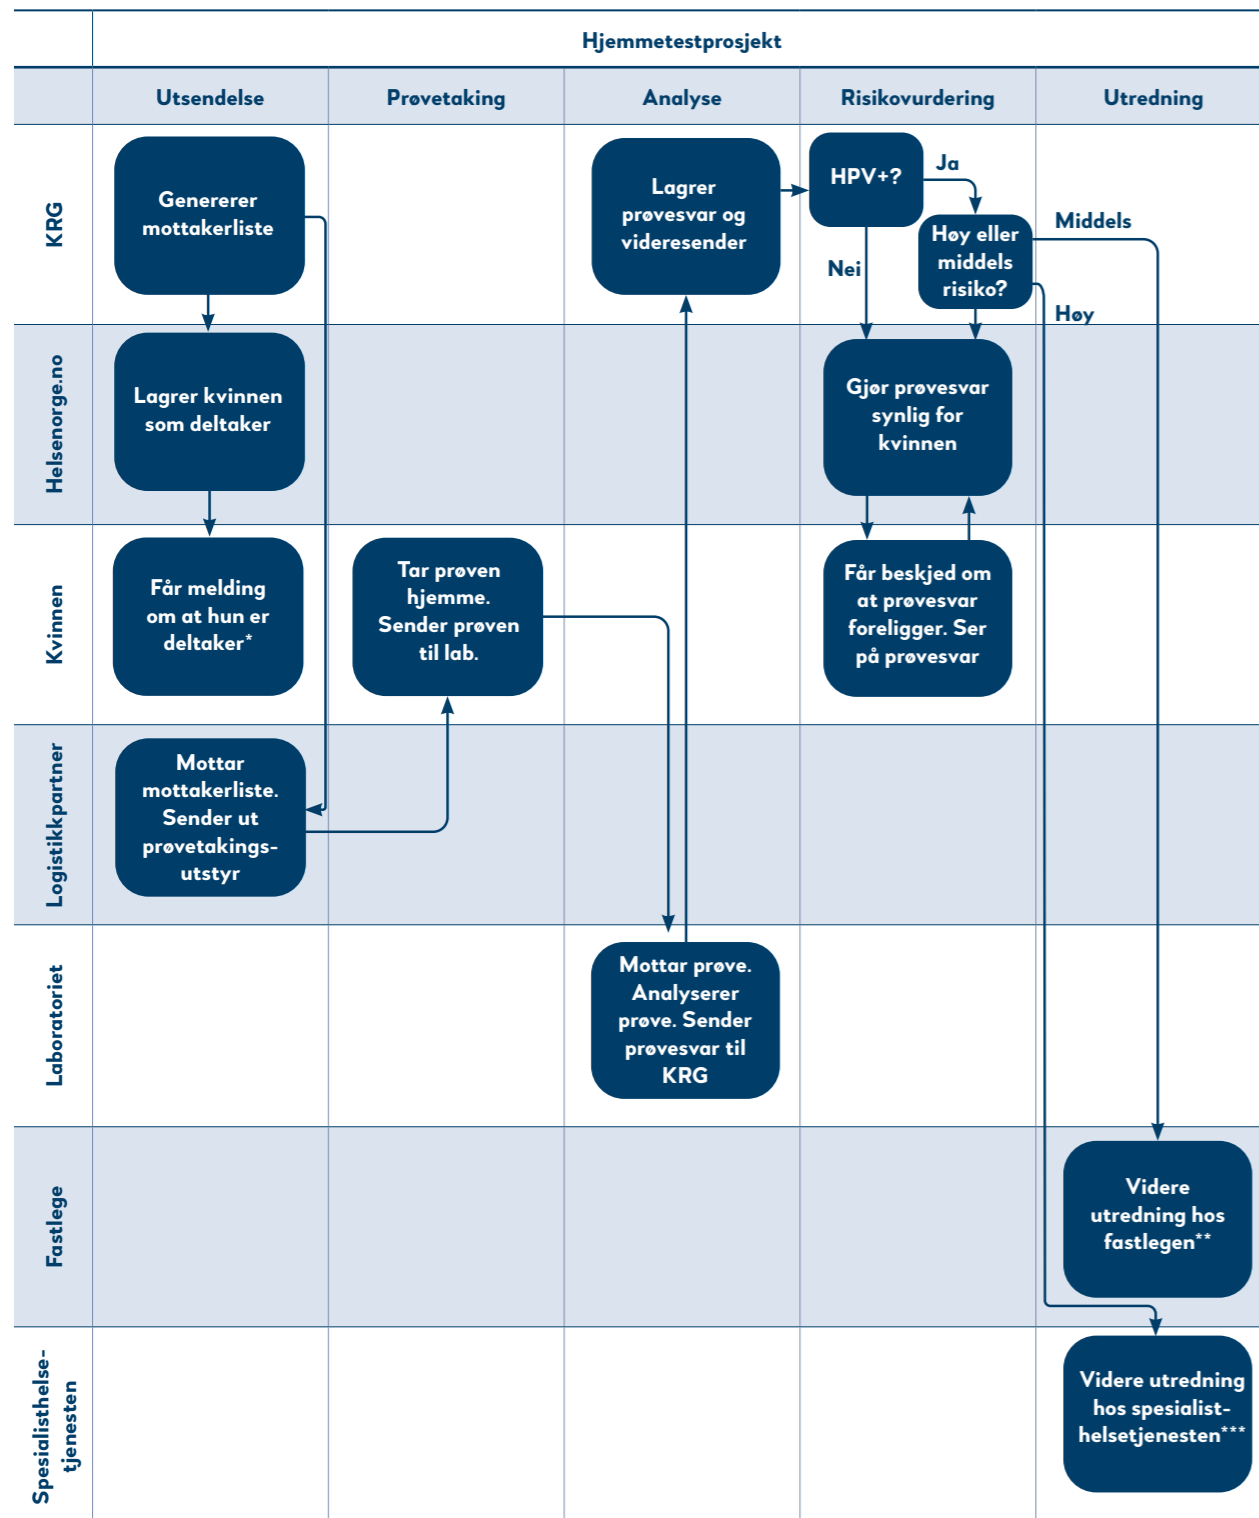 Hjemmetestprosjekt
Utsendelse
Prøvetaking
Analyse
Risikovurdering
Utredning
KRG
Genererer
mottakerliste
Lagrer
prøvesvar og
videresender
HPV+?
Ja
Nei
Høy eller
middels
risiko?
Middels
Høy
Helsenorge.no
Lagrer kvinnen
som deltaker
Gjør prøvesvar
synlig for
kvinnen
Kvinnen
Får melding
om at hun er
deltaker*
Tar prøven
hjemme.
Sender prøven
til lab.
Får beskjed om
at prøvesvar
foreligger. Ser
på prøvesvar
Logistikkpartner
Mottar
mottakerliste.
Sender ut
prøvetakings-
utstyr
Laboratoriet
Mottar prøve.
Analyserer
prøve. Sender
prøvesvar til
KRG
Fastlege
Videre
utredning hos
fastlegen**
Spesialisthelse-
tjenesten
Videre utredning
hos spesialist-
helsetjenesten***